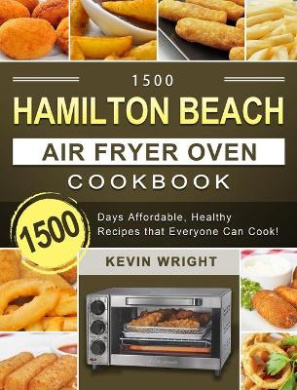 1500
HAMILTON BEACH
AIR FRYER OVEN
COOKBOOK
1500
Days Affordable, Healthy
Recipes that Everyone Can Cook!
KEVIN WRIGHT